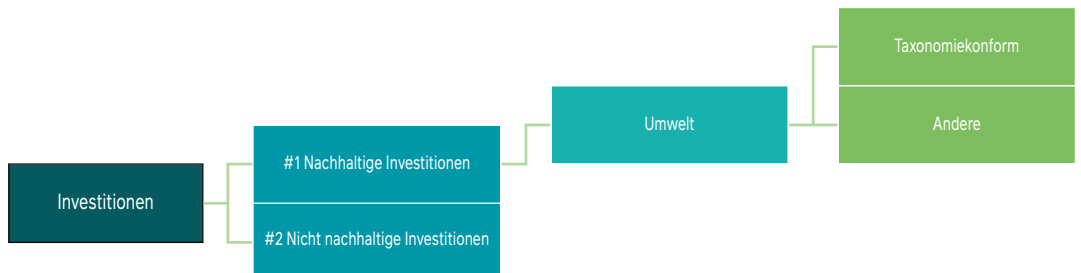 Investitionen
#1 Nachhaltige Investitionen
#2 Nicht nachhaltige Investitionen
Umwelt
Taxonomiekonform
Andere